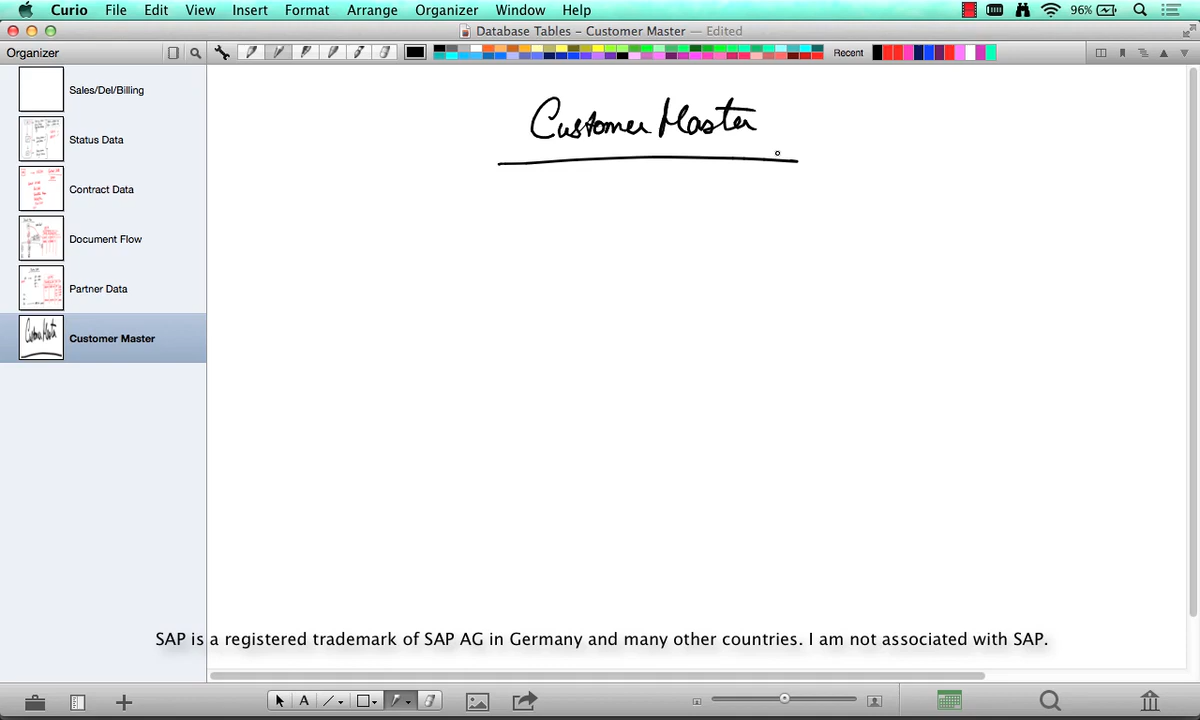 Curio File Edit View Insert Format Arrange Organizer Window Help 96%
Database Tables – Customer Master — Edited
Organizer Recent
Sales/Del/Billing
Status Data
Contract Data
Document Flow
Partner Data
Customer Master
Customer Master
SAP is a registered trademark of SAP AG in Germany and many other countries. I am not associated with SAP.
A